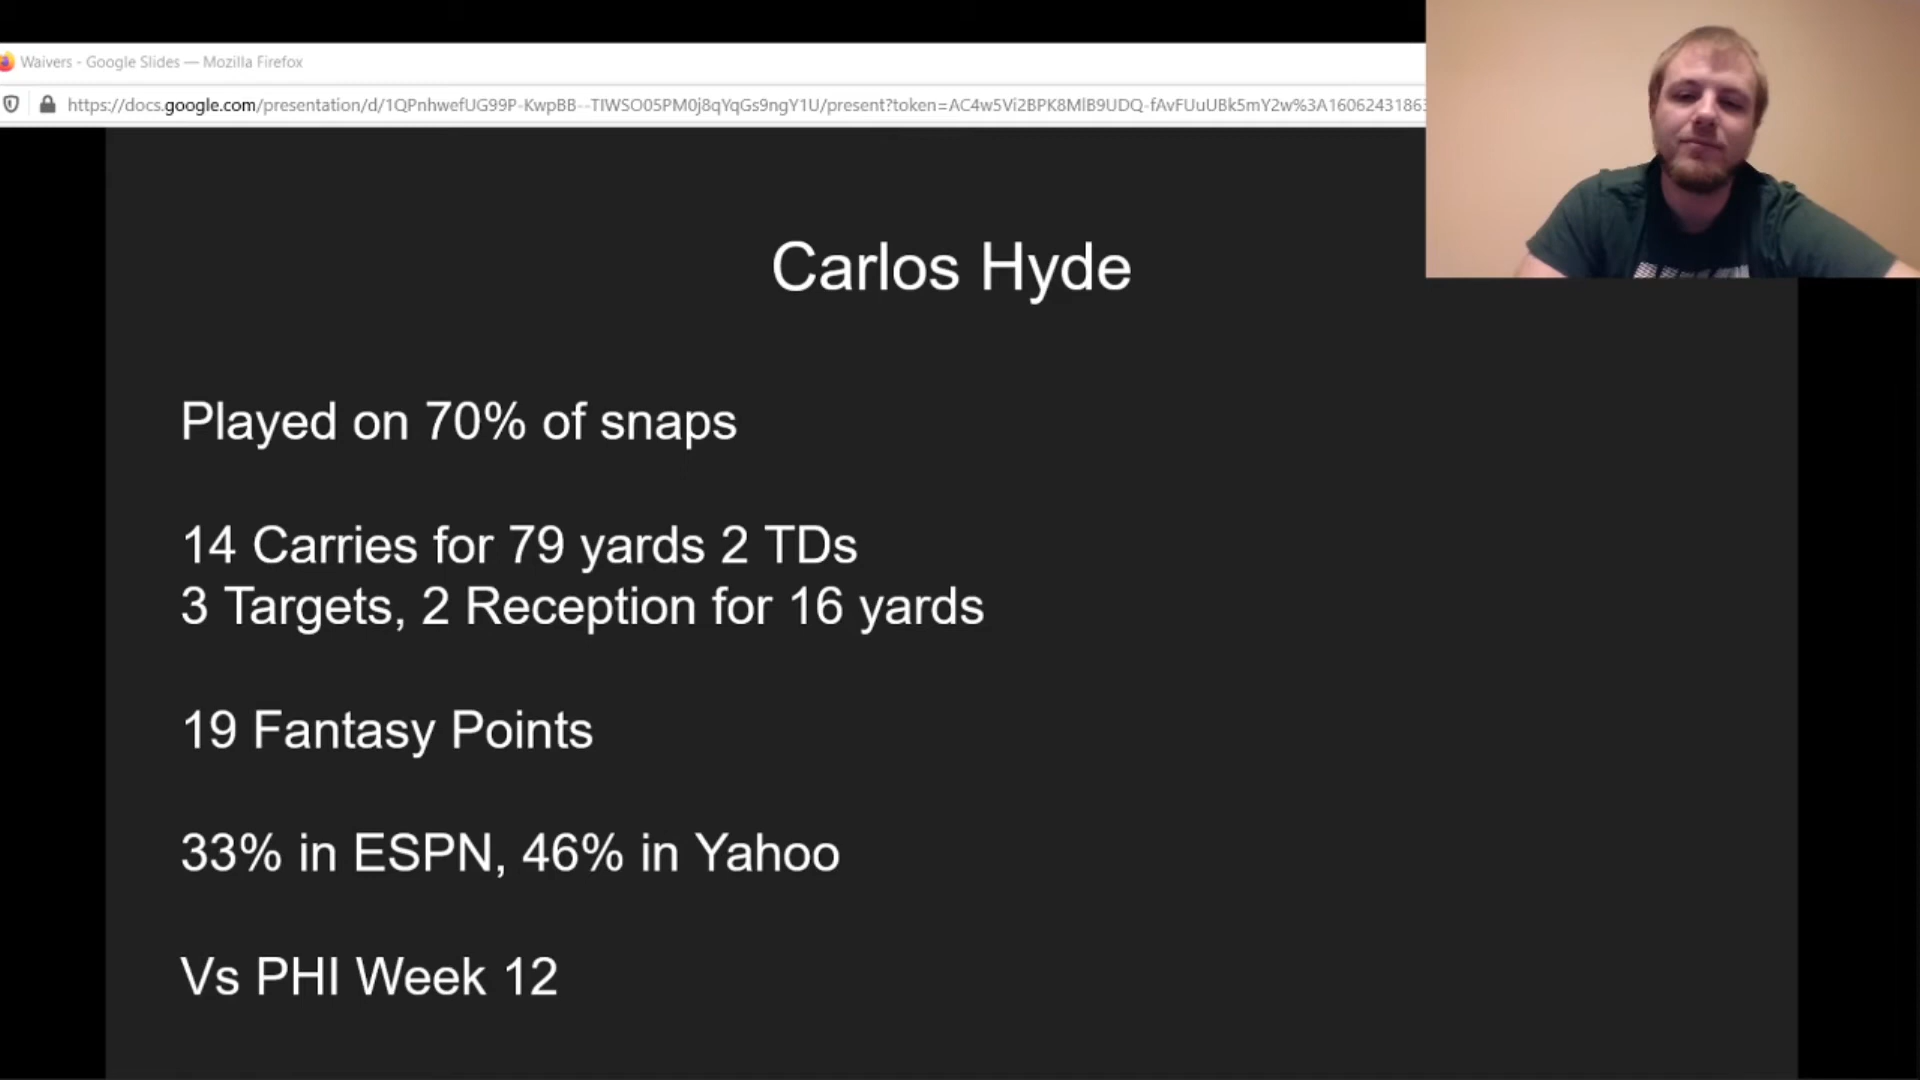 Waivers - Google Slides — Mozilla Firefox
https://docs.google.com/presentation/d/1QPnhwefUG99P-KwpBB--TIWSO05PM0j8qYqGs9ngY1U/present?token=AC4w5Vi2BPK8MlB9UDQ-fAvFUuUBk5mY2w%3A1606243186
Carlos Hyde
Played on 70% of snaps
14 Carries for 79 yards 2 TDs
3 Targets, 2 Reception for 16 yards
19 Fantasy Points
33% in ESPN, 46% in Yahoo
Vs PHI Week 12